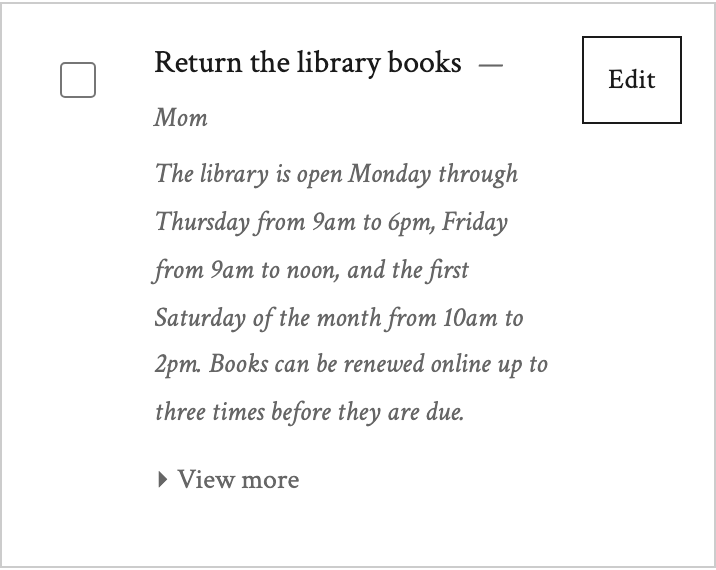 Return the library books —
Edit
Mom
The library is open Monday through
Thursday from 9am to 6pm, Friday
from 9am to noon, and the first
Saturday of the month from 10am to
2pm. Books can be renewed online up to
three times before they are due.
View more